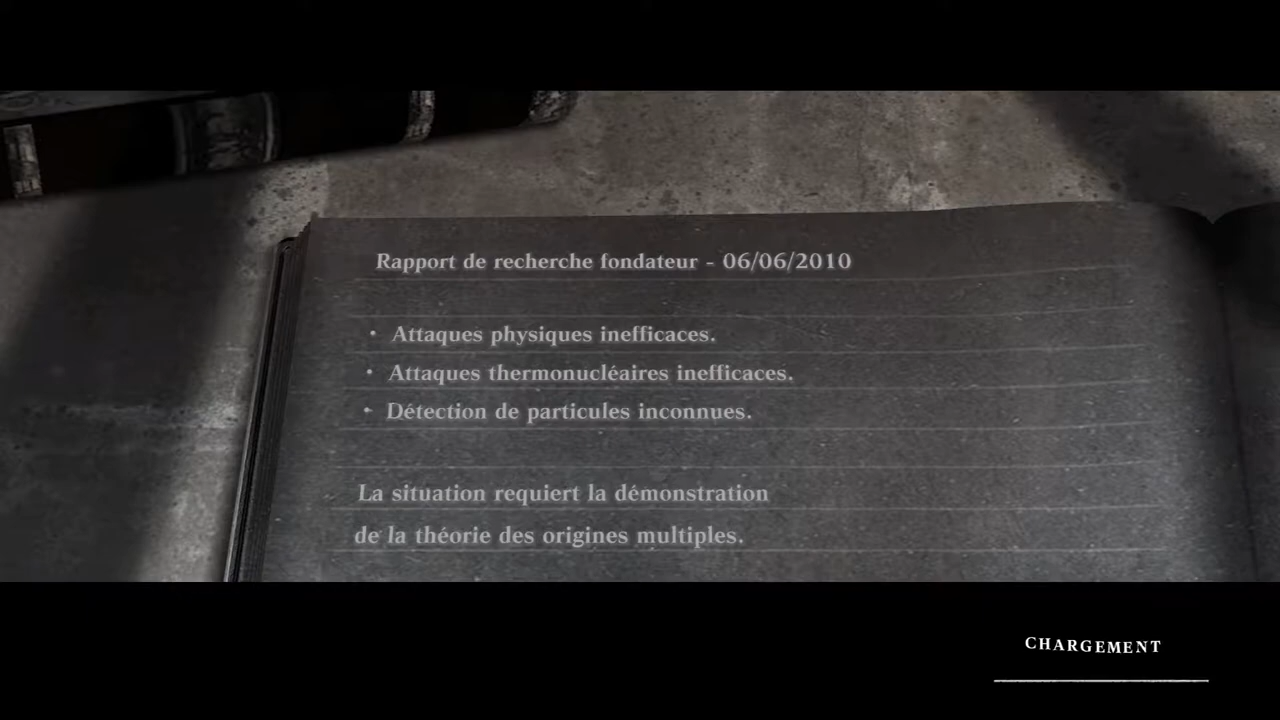 Rapport de recherche fondateur - 06/06/2010
• Attaques physiques inefficaces.
• Attaques thermonucléaires inefficaces.
• Détection de particules inconnues.
La situation requiert la démonstration
de la théorie des origines multiples.
CHARGEMENT